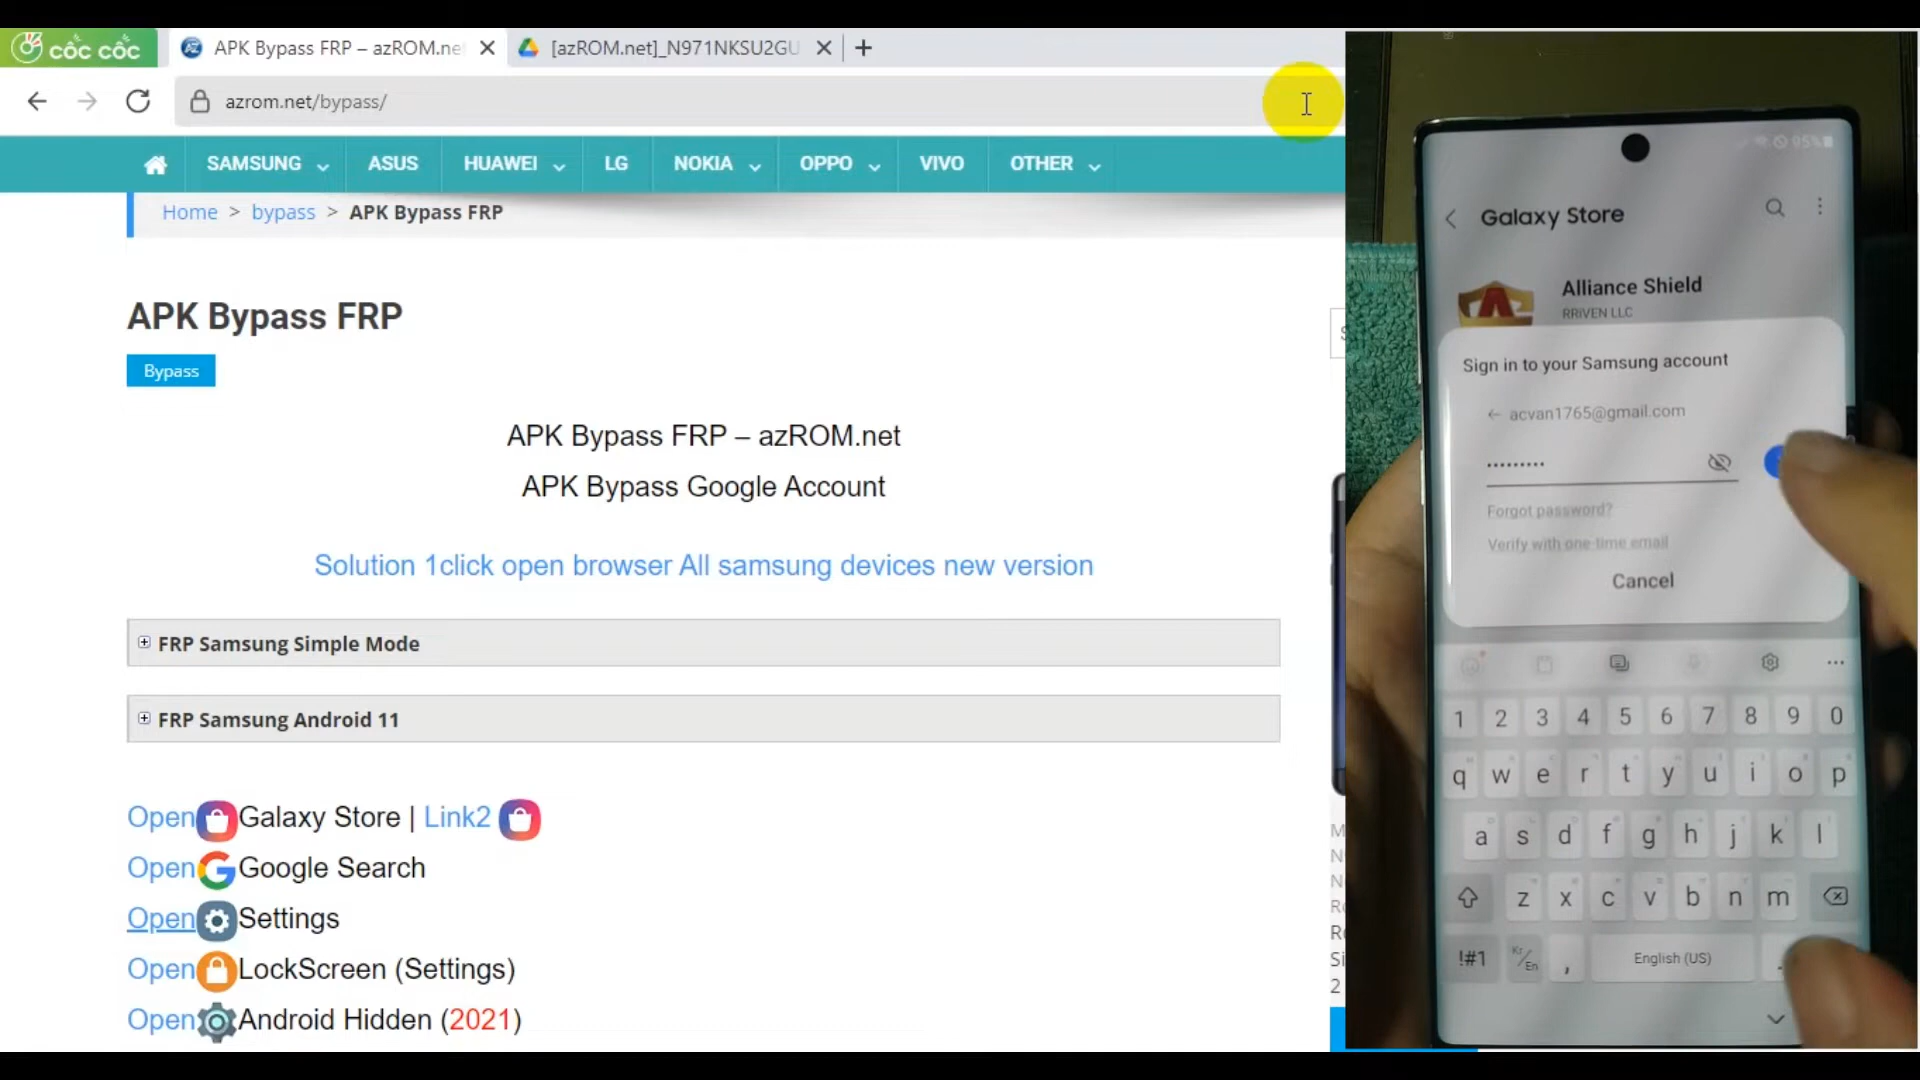 cốc cốc
APK Bypass FRP – azROM.ne
[azROM.net]_N971NKSU2GU
azrom.net/bypass/
SAMSUNG
ASUS
HUAWEI
LG
NOKIA
OPPO
VIVO
OTHER
Home > bypass > APK Bypass FRP
APK Bypass FRP
Bypass
APK Bypass FRP – azROM.net
APK Bypass Google Account
Solution 1click open browser All samsung devices new version
FRP Samsung Simple Mode
FRP Samsung Android 11
Open Galaxy Store | Link2
Open Google Search
Open Settings
Open LockScreen (Settings)
Open Android Hidden (2021)
95%
Galaxy Store
Alliance Shield
RRIVEN LLC
Sign in to your Samsung account
← acvan1765@gmail.com
•••••••••
Forgot password?
Verify with one-time email
Cancel
1 2 3 4 5 6 7 8 9 0
q w e r t y u i o p
a s d f g h j k l
z x c v b n m
!#1 Kr/En , English (US) .